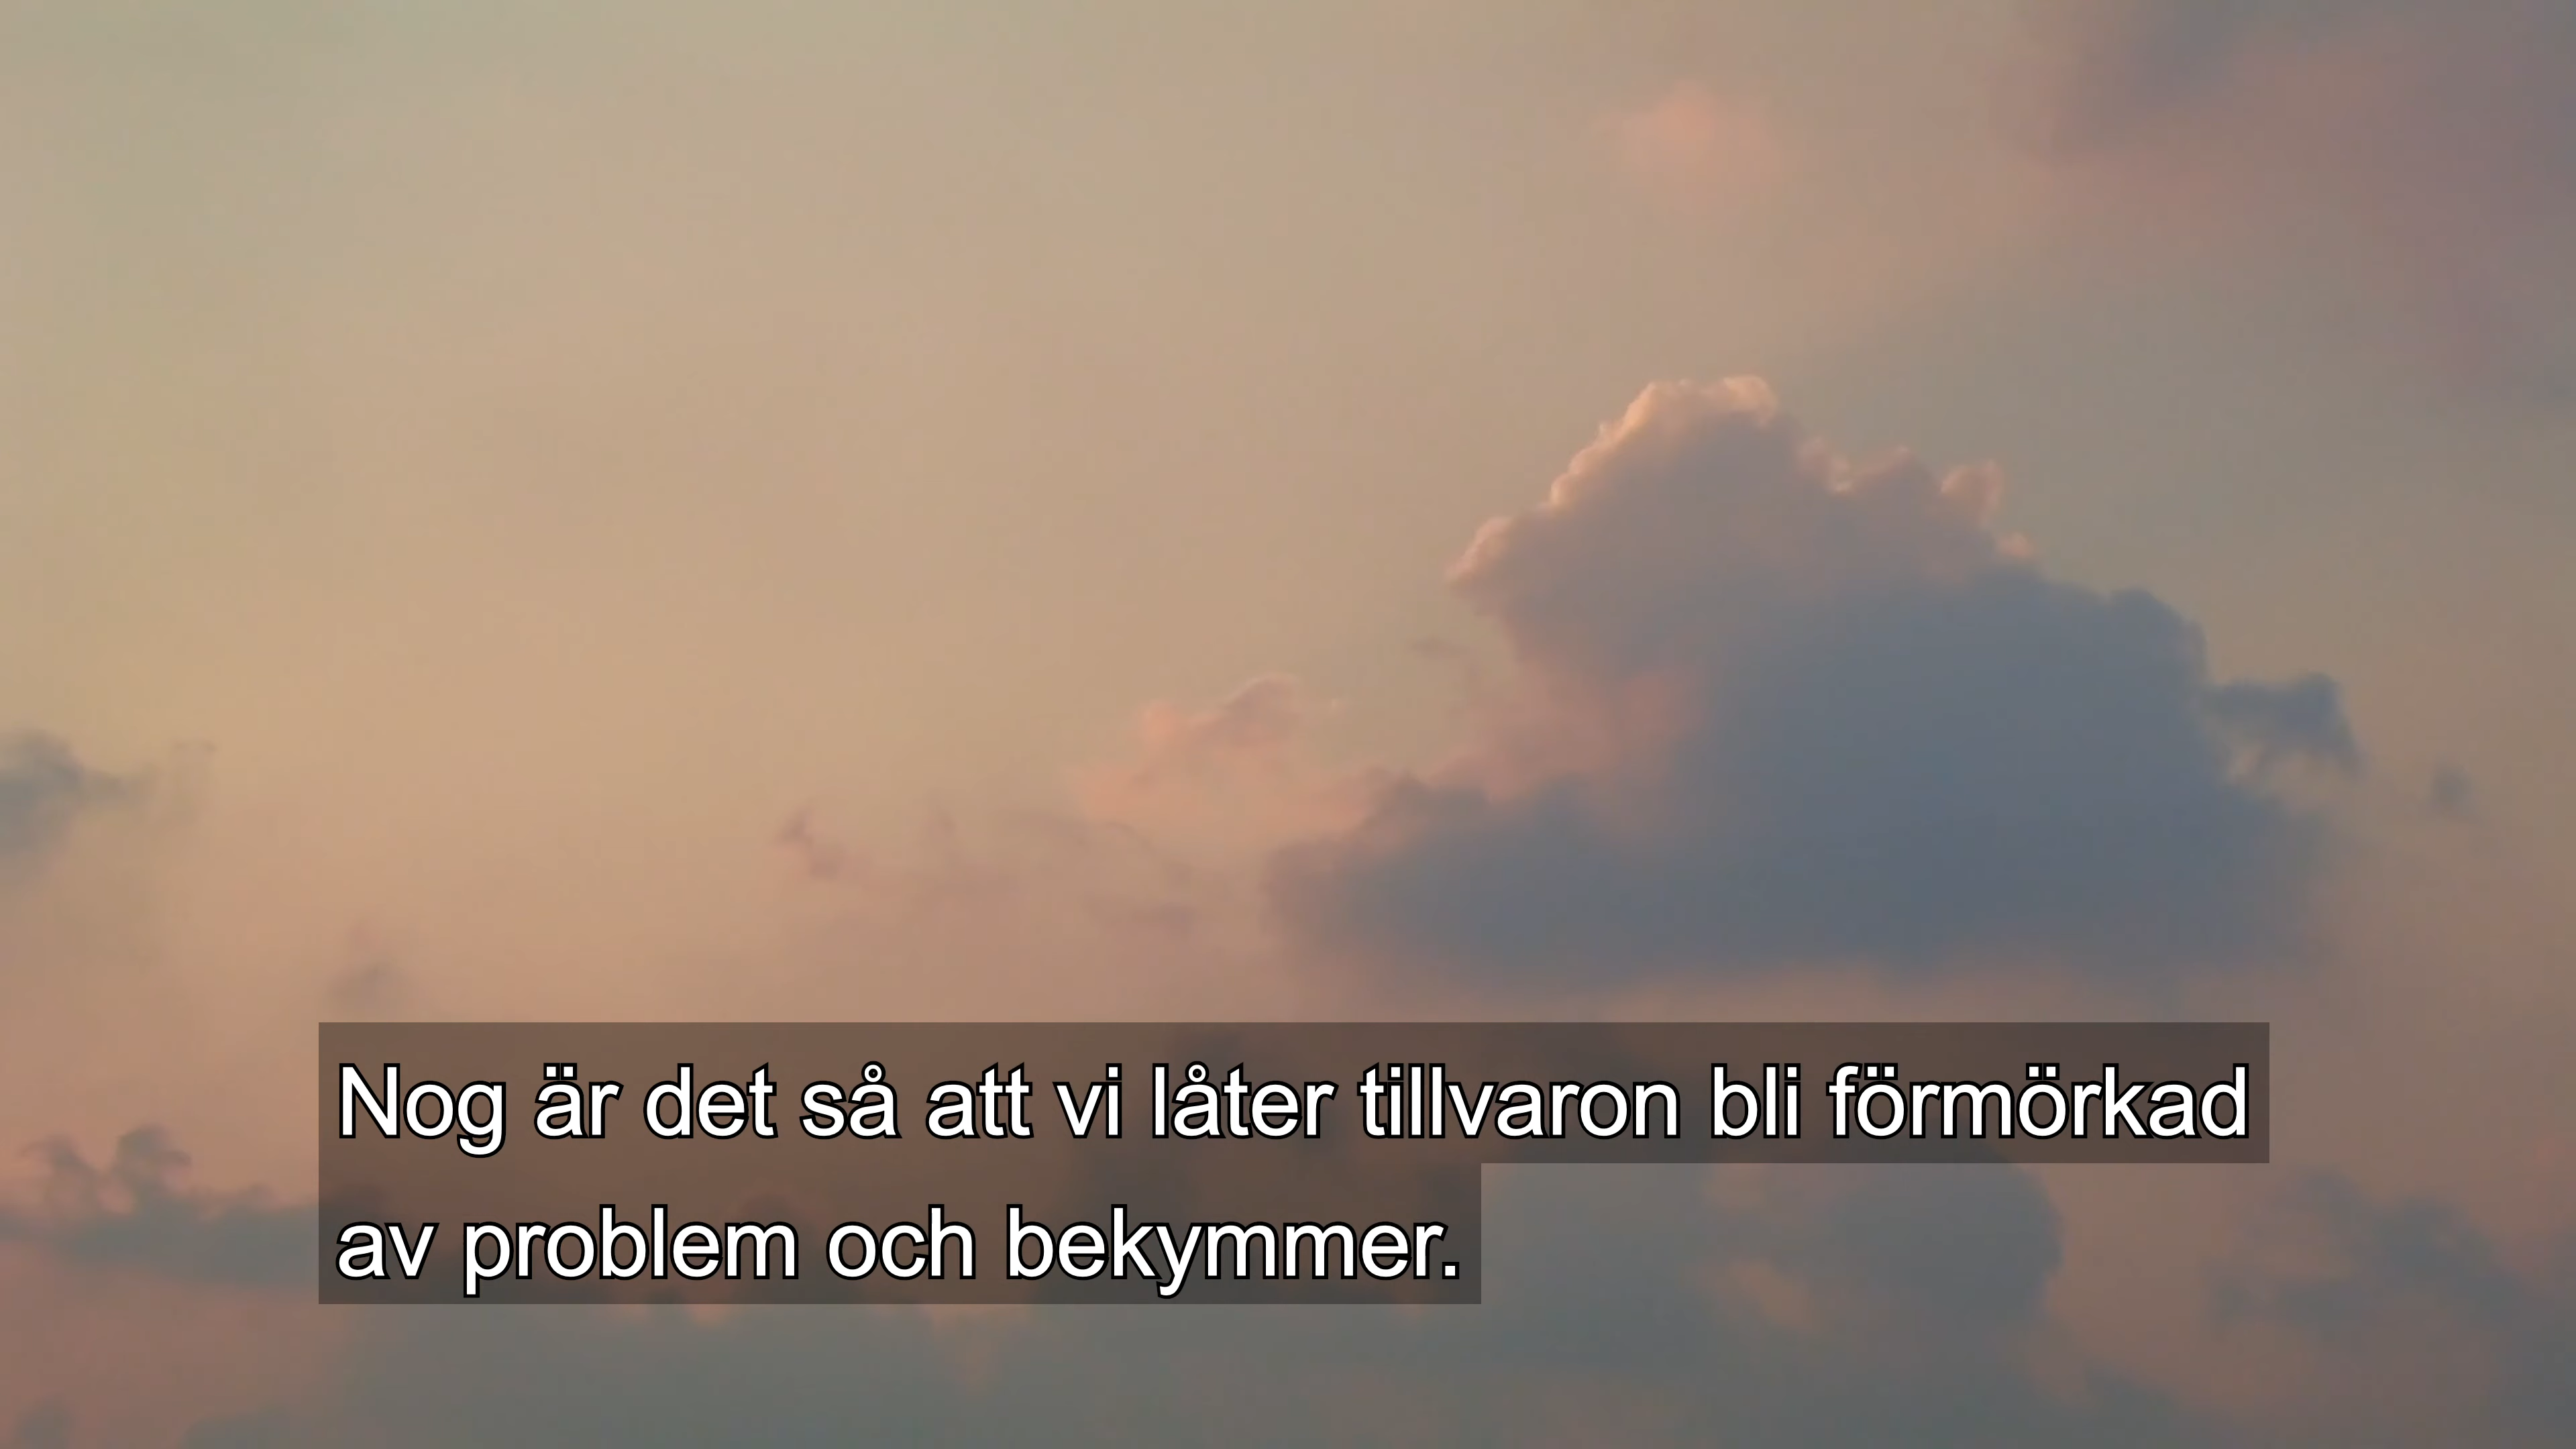 Nog är det så att vi låter tillvaron bli förmörkad
av problem och bekymmer.